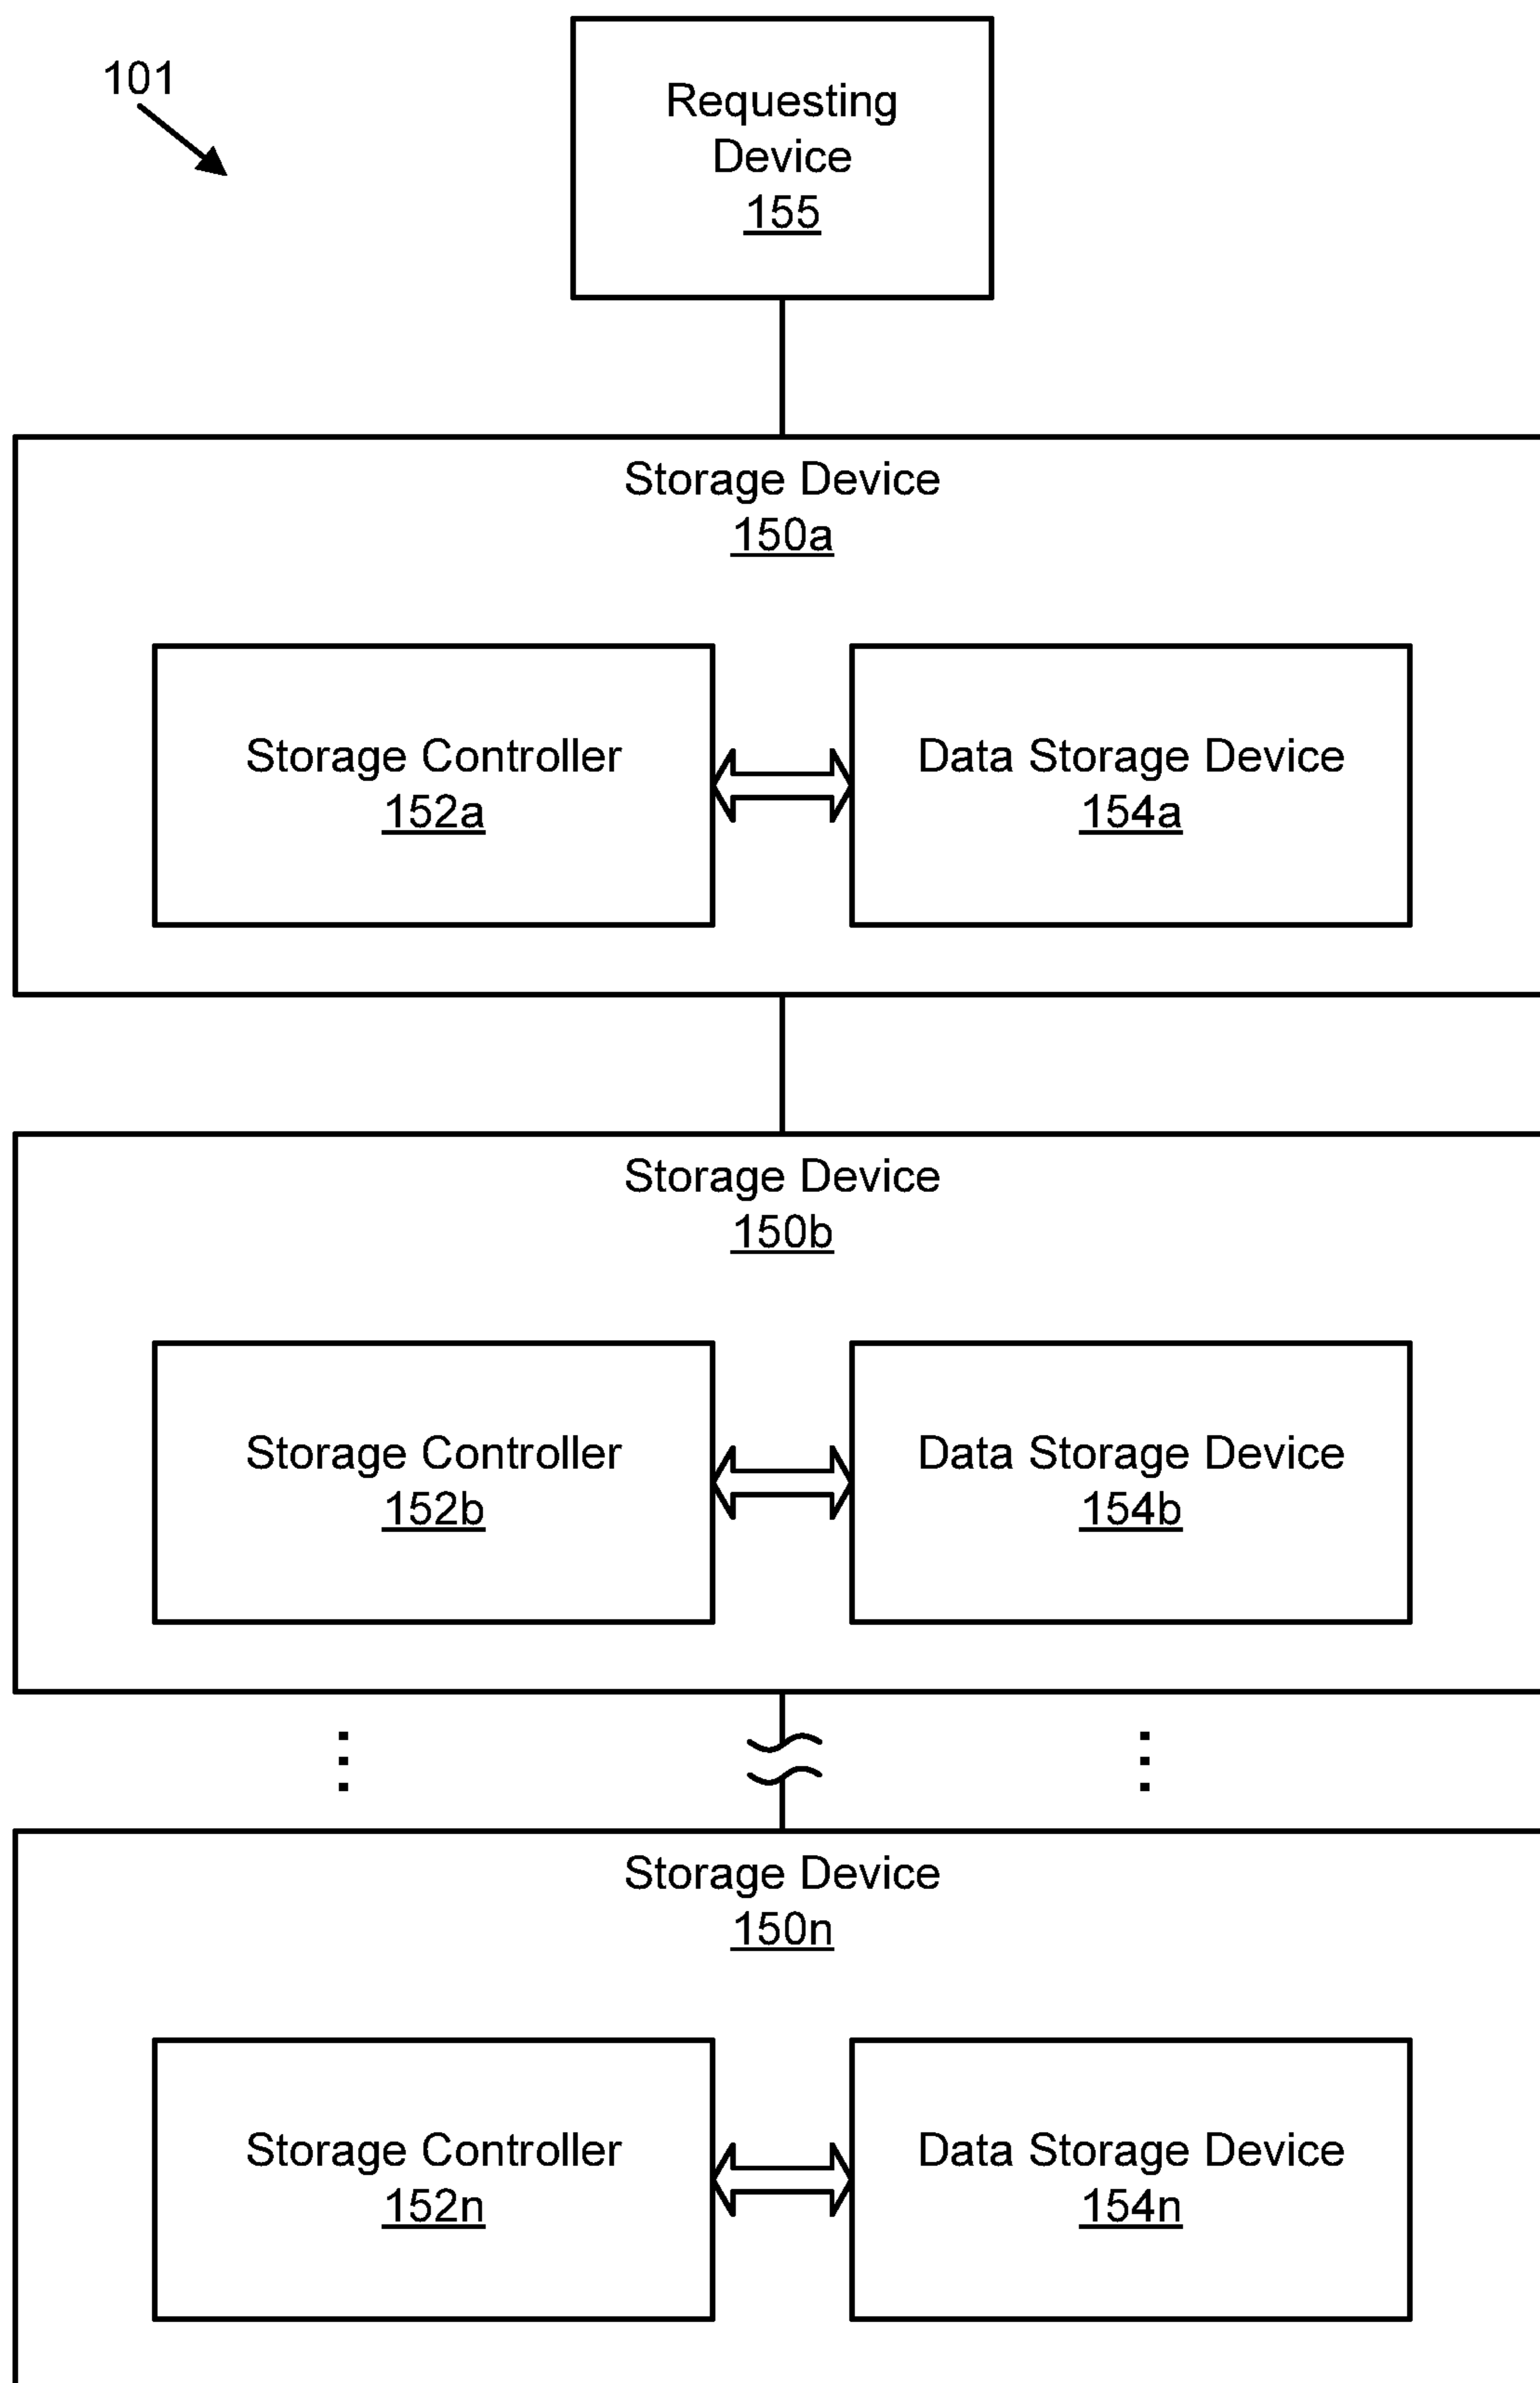 101
Requesting
Device
155
Storage Device
150a
Storage Controller
152a
Data Storage Device
154a
Storage Device
150b
Storage Controller
152b
Data Storage Device
154b
Storage Device
150n
Storage Controller
152n
Data Storage Device
154n